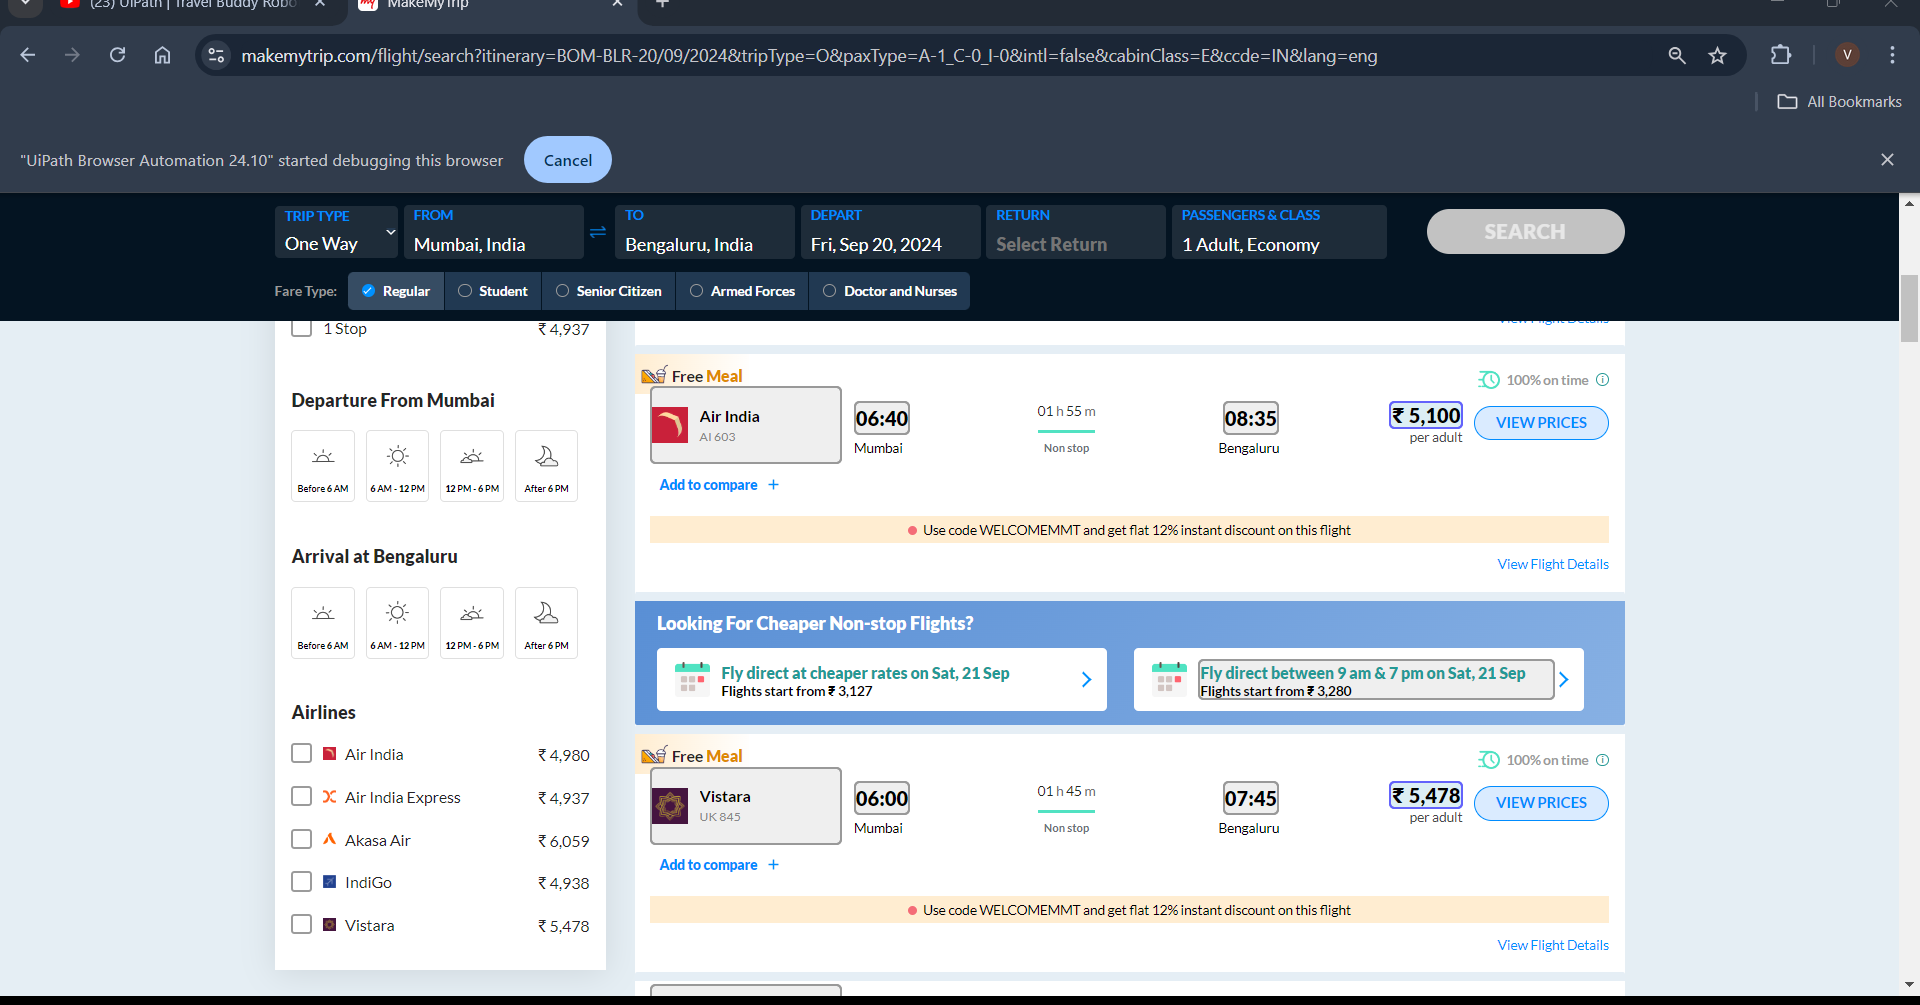 (23) UiPath | Travel Buddy Robo
MakeMyTrip
makemytrip.com/flight/search?itinerary=BOM-BLR-20/09/2024&tripType=O&paxType=A-1_C-0_I-0&intl=false&cabinClass=E&ccde=IN&lang=eng
V
All Bookmarks
"UiPath Browser Automation 24.10" started debugging this browser
Cancel
TRIP TYPE
One Way
FROM
Mumbai, India
TO
Bengaluru, India
DEPART
Fri, Sep 20, 2024
RETURN
Select Return
PASSENGERS & CLASS
1 Adult, Economy
SEARCH
Fare Type:
Regular
Student
Senior Citizen
Armed Forces
Doctor and Nurses
1 Stop ₹ 4,937
Departure From Mumbai
Before 6 AM
6 AM - 12 PM
12 PM - 6 PM
After 6 PM
Arrival at Bengaluru
Before 6 AM
6 AM - 12 PM
12 PM - 6 PM
After 6 PM
Airlines
Air India ₹ 4,980
Air India Express ₹ 4,937
Akasa Air ₹ 6,059
IndiGo ₹ 4,938
Vistara ₹ 5,478
View Flight Details
Free Meal
100% on time
Air India
AI 603
06:40
Mumbai
01 h 55 m
Non stop
08:35
Bengaluru
₹ 5,100
per adult
VIEW PRICES
Add to compare +
Use code WELCOMEMMT and get flat 12% instant discount on this flight
View Flight Details
Looking For Cheaper Non-stop Flights?
Fly direct at cheaper rates on Sat, 21 Sep
Flights start from ₹ 3,127
Fly direct between 9 am & 7 pm on Sat, 21 Sep
Flights start from ₹ 3,280
Free Meal
100% on time
Vistara
UK 845
06:00
Mumbai
01 h 45 m
Non stop
07:45
Bengaluru
₹ 5,478
per adult
VIEW PRICES
Add to compare +
Use code WELCOMEMMT and get flat 12% instant discount on this flight
View Flight Details